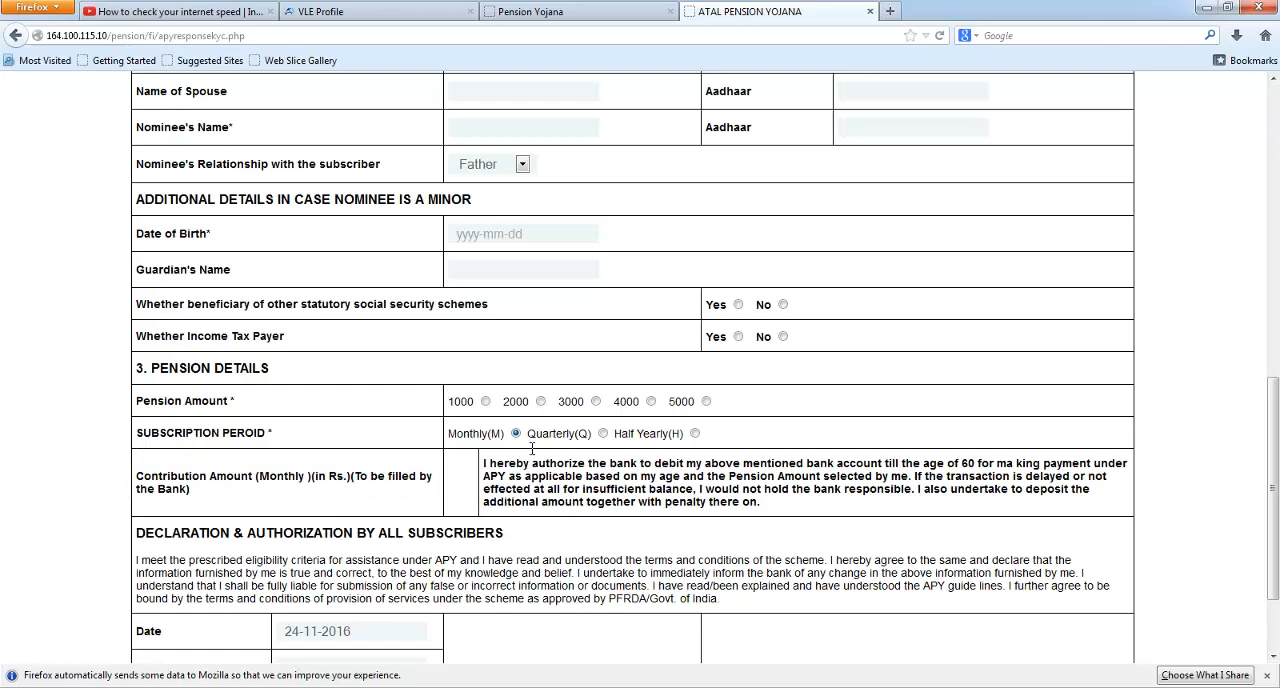 Firefox
How to check your internet speed | In...
VLE Profile
Pension Yojana
ATAL PENSION YOJANA
164.100.115.10/pension/fi/apyresponsekyc.php
Google
Most Visited
Getting Started
Suggested Sites
Web Slice Gallery
Bookmarks
Name of Spouse
Aadhaar
Nominee's Name*
Aadhaar
Nominee's Relationship with the subscriber
Father
ADDITIONAL DETAILS IN CASE NOMINEE IS A MINOR
Date of Birth*
yyyy-mm-dd
Guardian's Name
Whether beneficiary of other statutory social security schemes
Yes No
Whether Income Tax Payer
Yes No
3. PENSION DETAILS
Pension Amount *
1000 2000 3000 4000 5000
SUBSCRIPTION PEROID *
Monthly(M) Quarterly(Q) Half Yearly(H)
Contribution Amount (Monthly )(in Rs.)(To be filled by
the Bank)
I hereby authorize the bank to debit my above mentioned bank account till the age of 60 for ma king payment under
APY as applicable based on my age and the Pension Amount selected by me. If the transaction is delayed or not
effected at all for insufficient balance, I would not hold the bank responsible. I also undertake to deposit the
additional amount together with penalty there on.
DECLARATION & AUTHORIZATION BY ALL SUBSCRIBERS
I meet the prescribed eligibility criteria for assistance under APY and I have read and understood the terms and conditions of the scheme. I hereby agree to the same and declare that the
information furnished by me is true and correct, to the best of my knowledge and belief. I undertake to immediately inform the bank of any change in the above information furnished by me. I
understand that I shall be fully liable for submission of any false or incorrect information or documents. I have read/been explained and have understood the APY guide lines. I further agree to be
bound by the terms and conditions of provision of services under the scheme as approved by PFRDA/Govt. of India.
Date
24-11-2016
Firefox automatically sends some data to Mozilla so that we can improve your experience.
Choose What I Share